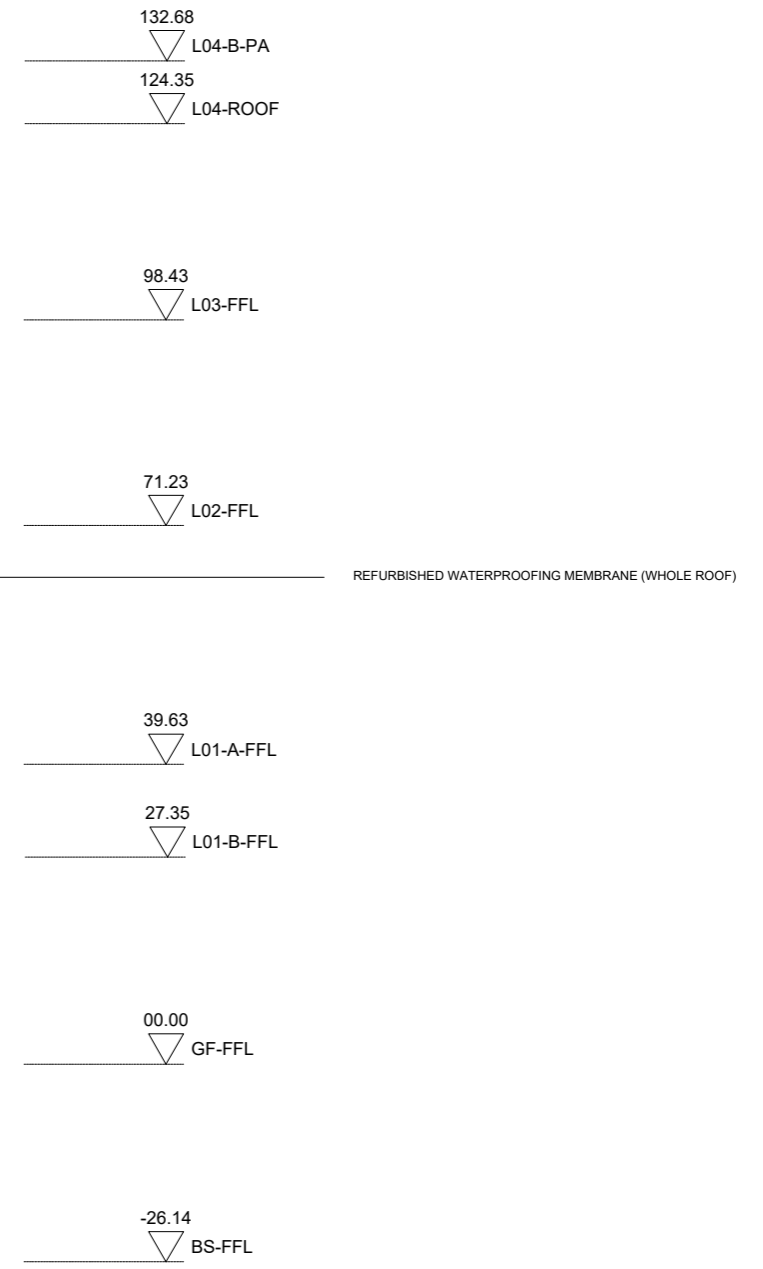 132.68
L04-B-PA
124.35
L04-ROOF
98.43
L03-FFL
71.23
L02-FFL
REFURBISHED WATERPROOFING MEMBRANE (WHOLE ROOF)
39.63
L01-A-FFL
27.35
L01-B-FFL
00.00
GF-FFL
-26.14
BS-FFL